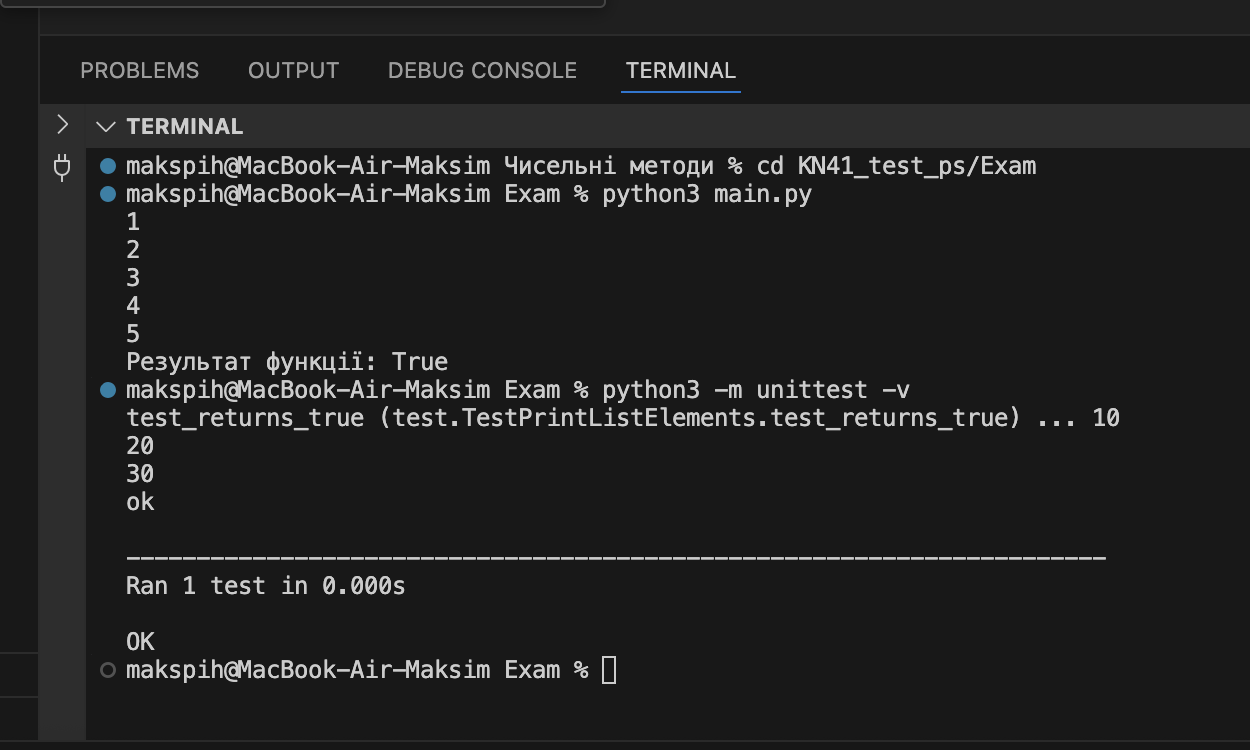 PROBLEMS OUTPUT DEBUG CONSOLE TERMINAL
TERMINAL
makspih@MacBook-Air-Maksim Чисельні методи % cd KN41_test_ps/Exam
makspih@MacBook-Air-Maksim Exam % python3 main.py
1
2
3
4
5
Результат функції: True
makspih@MacBook-Air-Maksim Exam % python3 -m unittest -v
test_returns_true (test.TestPrintListElements.test_returns_true) ... 10
20
30
ok
----------------------------------------------------------------------
Ran 1 test in 0.000s
OK
makspih@MacBook-Air-Maksim Exam %